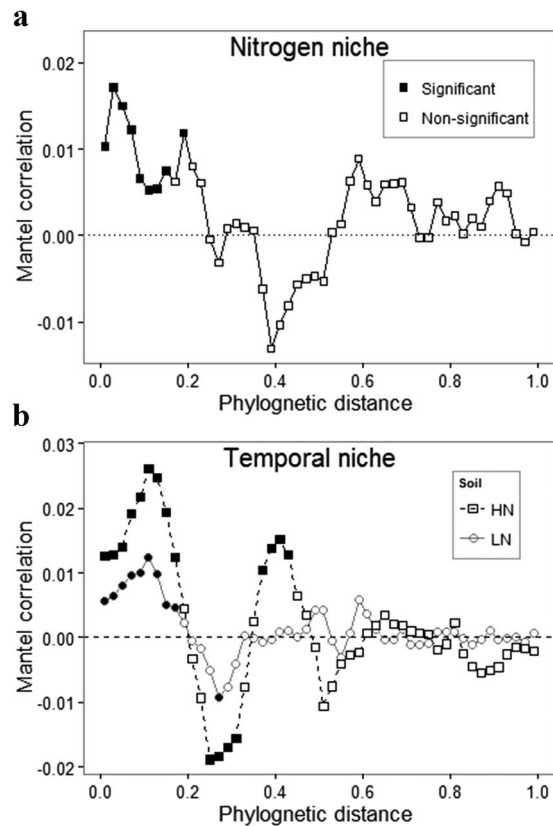 a
Nitrogen niche
0.02
0.01
0.00
-0.01
Mantel correlation
Significant
Non-significant
0.0 0.2 0.4 0.6 0.8 1.0
Phylognetic distance
b
Temporal niche
0.03
0.02
0.01
0.00
-0.01
-0.02
Mantel correlation
Soil
HN
LN
0.0 0.2 0.4 0.6 0.8 1.0
Phylognetic distance